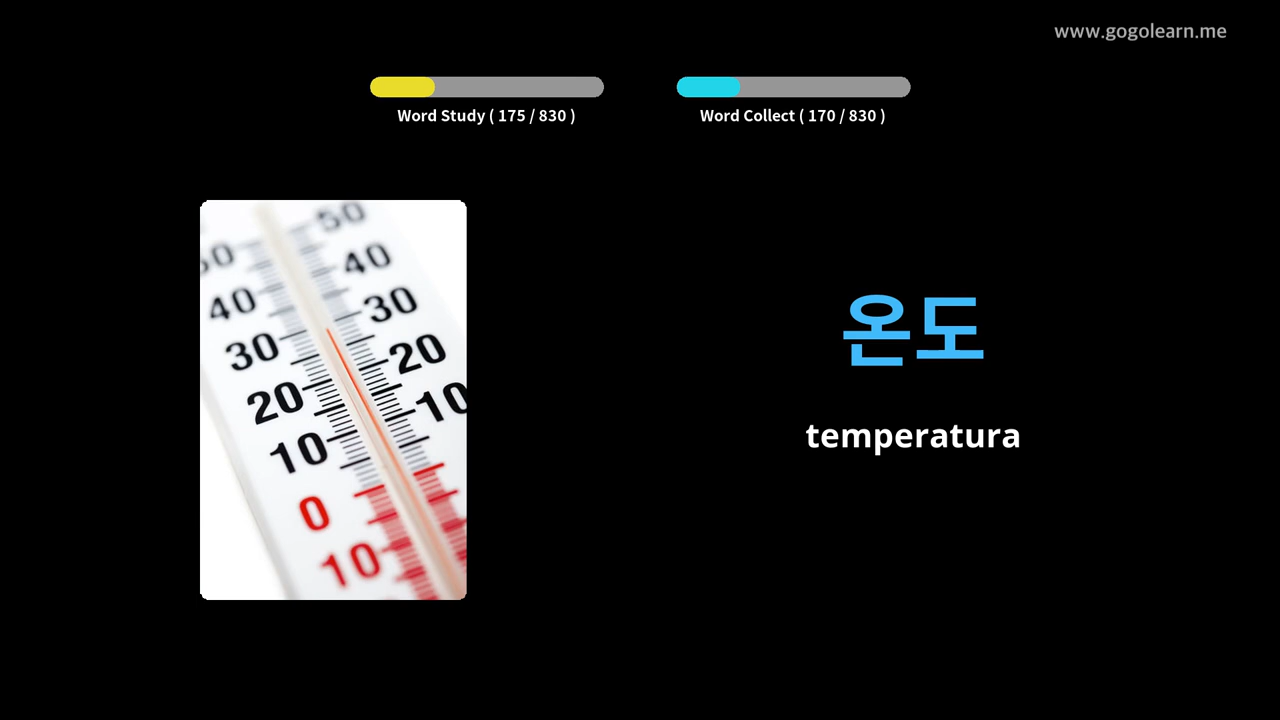 www.gogolearn.me
Word Study ( 175 / 830 )
Word Collect ( 170 / 830 )
50
50
40
40
30
30
20
20
10
10
0
10
온도
temperatura